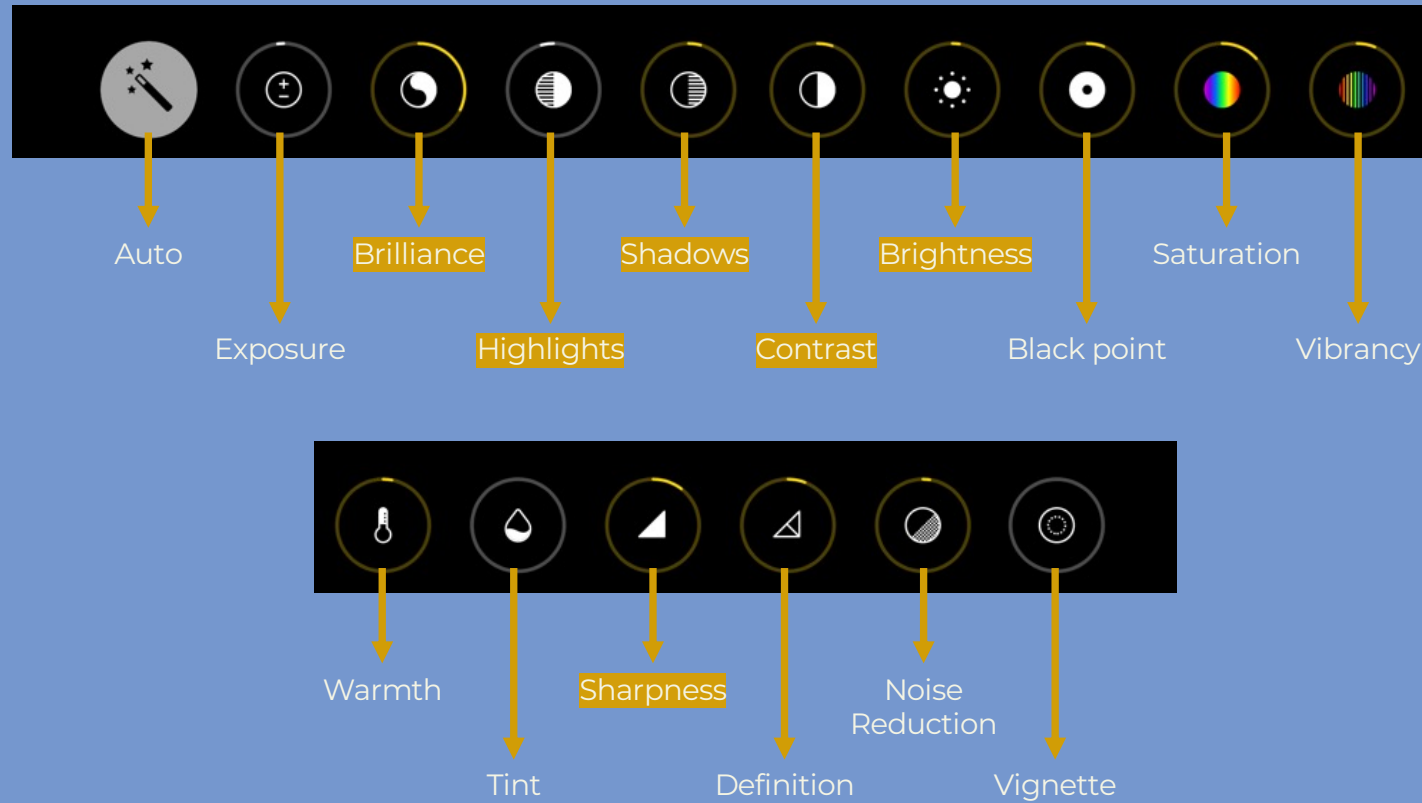 Auto
Brilliance
Shadows
Brightness
Saturation
Exposure
Highlights
Contrast
Black point
Vibrancy
Warmth
Sharpness
Noise
Reduction
Tint
Definition
Vignette